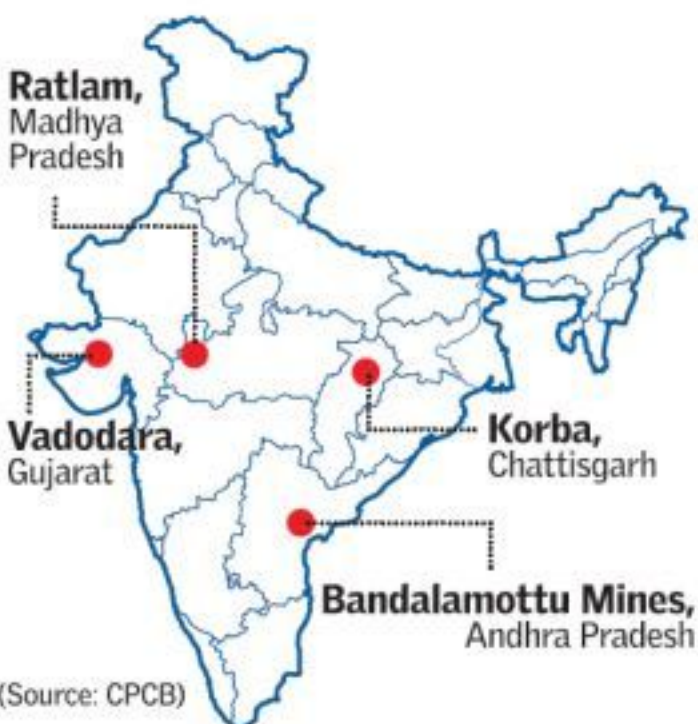 Ratlam,
Madhya
Pradesh
Vadodara,
Gujarat
Korba,
Chattisgarh
Bandalamottu Mines,
Andhra Pradesh
(Source: CPCB)